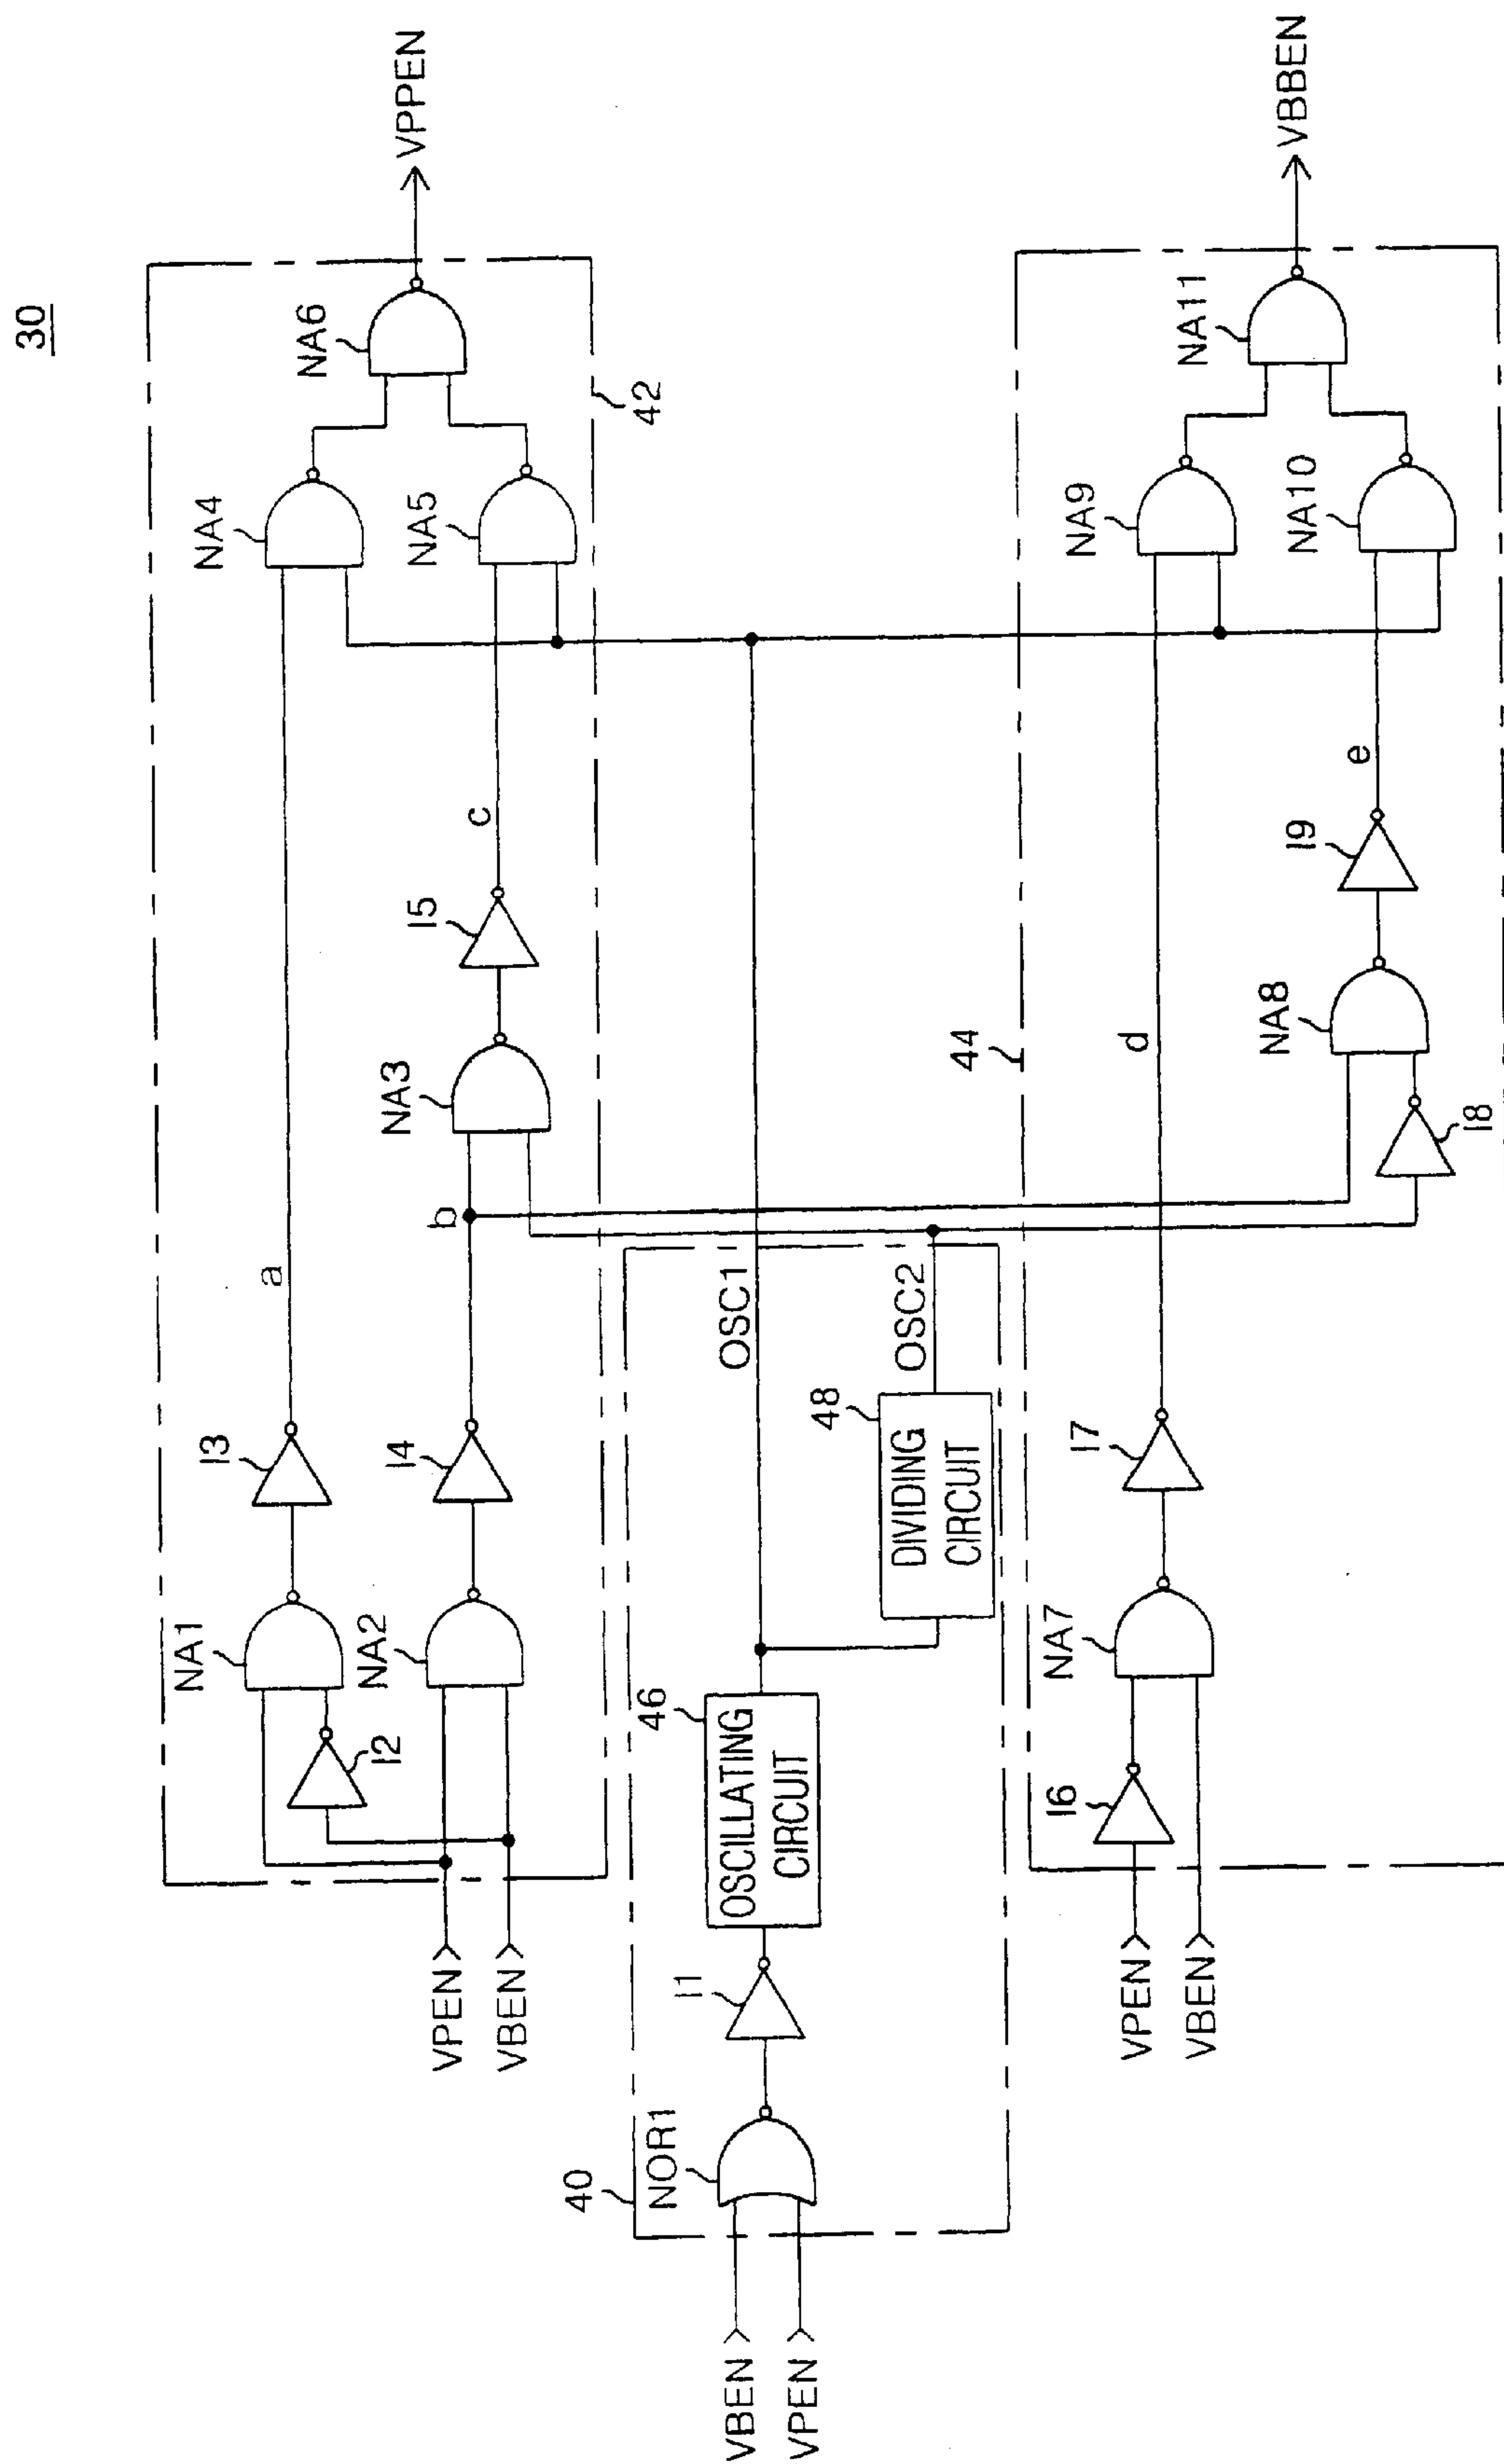 30
VPPEN
VBBEN
NA6
NA11
42
NA4
NA5
NA9
NA10
e
c
I9
I5
NA8
44
d
NA3
I8
b
a
OSC1
OSC2
I3
I4
48
I7
DIVIDING
CIRCUIT
NA1
NA2
NA7
46
OSCILLATING
CIRCUIT
I2
I6
I1
VPEN
VBEN
VPEN
VBEN
40
NOR1
VBEN
VPEN